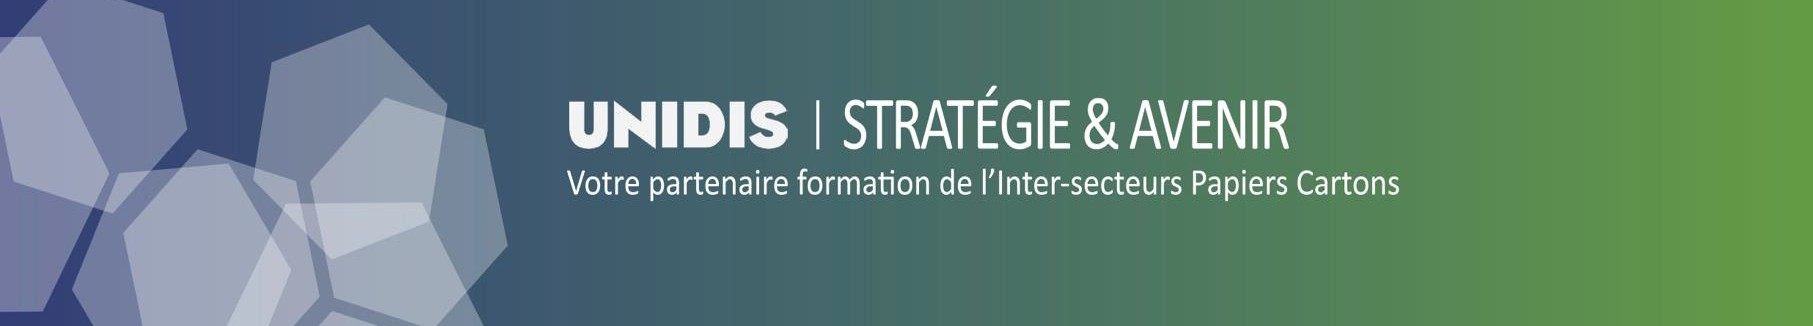 UNIDIS | STRATÉGIE & AVENIR
Votre partenaire formation de l’Inter-secteurs Papiers Cartons